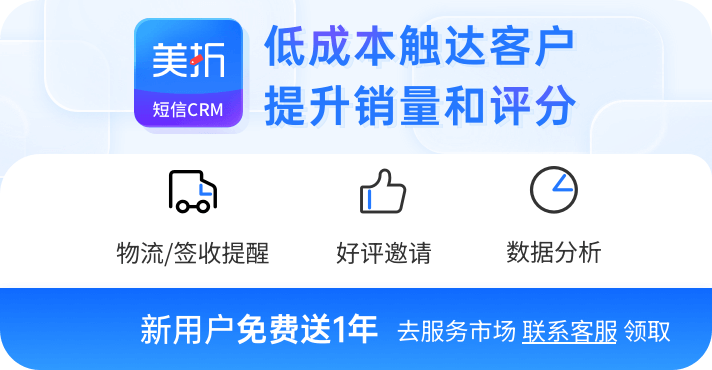 美折
短信CRM
低成本触达客户
提升销量和评分
物流/签收提醒
好评邀请
数据分析
新用户免费送1年 去服务市场 联系客服 领取